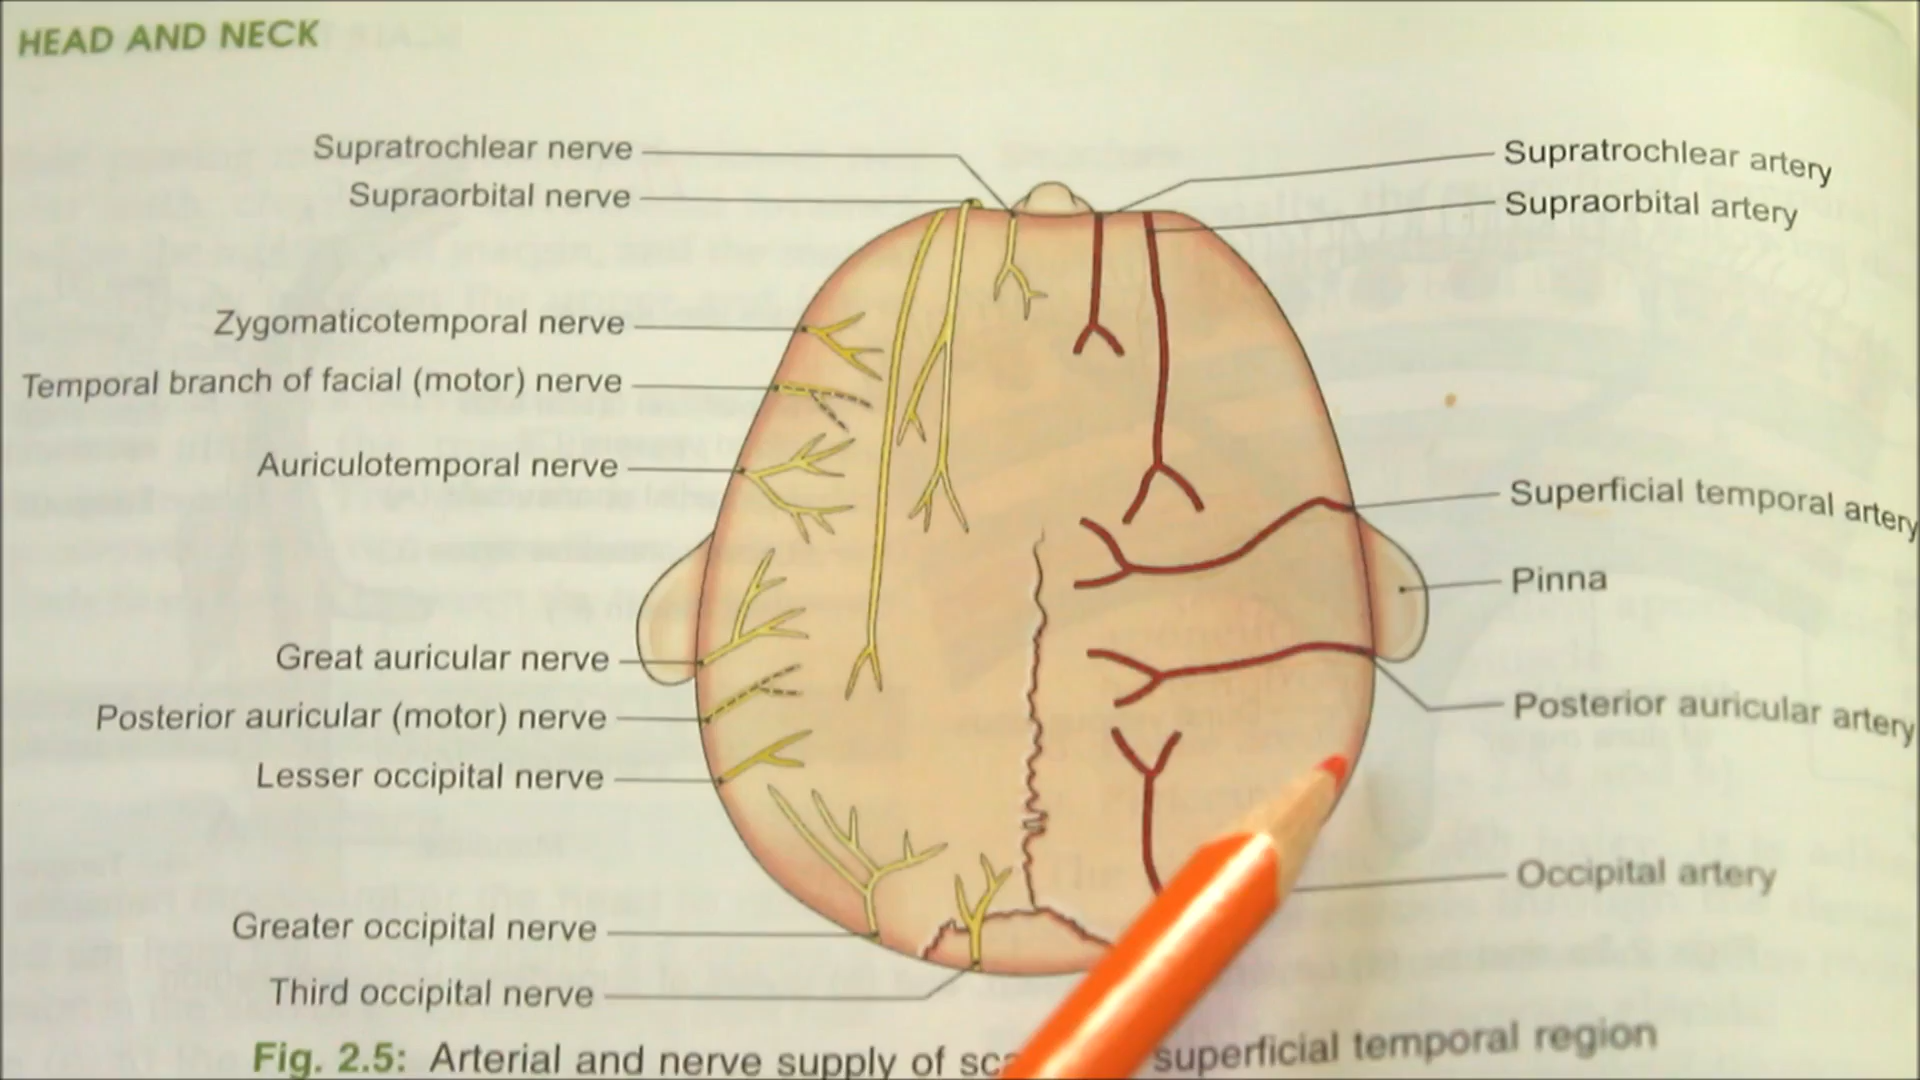 HEAD AND NECK
Supratrochlear nerve
Supraorbital nerve
Zygomaticotemporal nerve
Temporal branch of facial (motor) nerve
Auriculotemporal nerve
Great auricular nerve
Posterior auricular (motor) nerve
Lesser occipital nerve
Greater occipital nerve
Third occipital nerve
Supratrochlear artery
Supraorbital artery
Superficial temporal artery
Pinna
Posterior auricular artery
Occipital artery
Fig. 2.5: Arterial and nerve supply of superficial temporal region